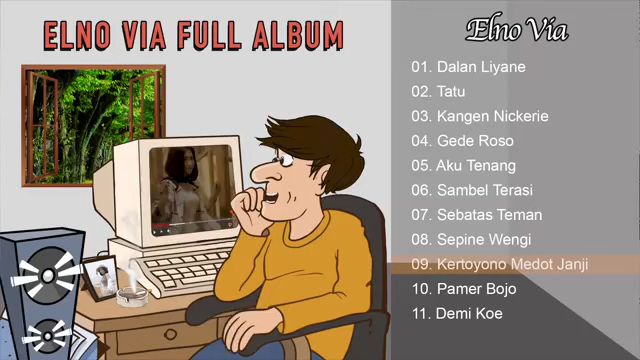 ELNO VIA FULL ALBUM
Elno Via
01. Dalan Liyane
02. Tatu
03. Kangen Nickerie
04. Gede Roso
05. Aku Tenang
06. Sambel Terasi
07. Sebatas Teman
08. Sepine Wengi
09. Kertoyono Medot Janji
10. Pamer Bojo
11. Demi Koe